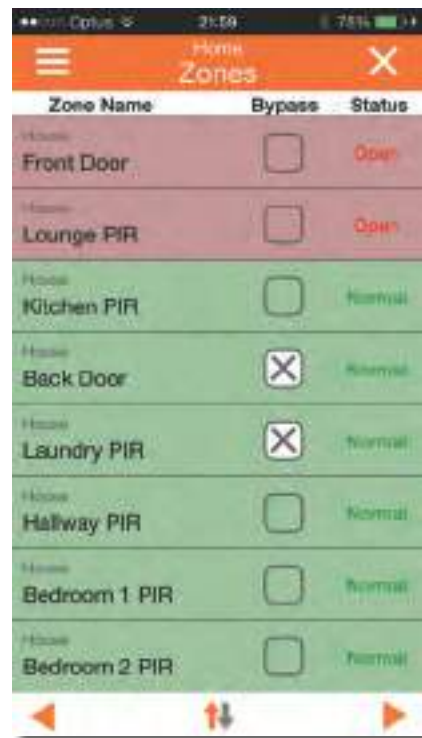 Optus 21:59 75%
Home
Zones
Zone Name Bypass Status
House
Front Door Open
House
Lounge PIR Open
House
Kitchen PIR Normal
House
Back Door Normal
House
Laundry PIR Normal
House
Hallway PIR Normal
House
Bedroom 1 PIR Normal
House
Bedroom 2 PIR Normal